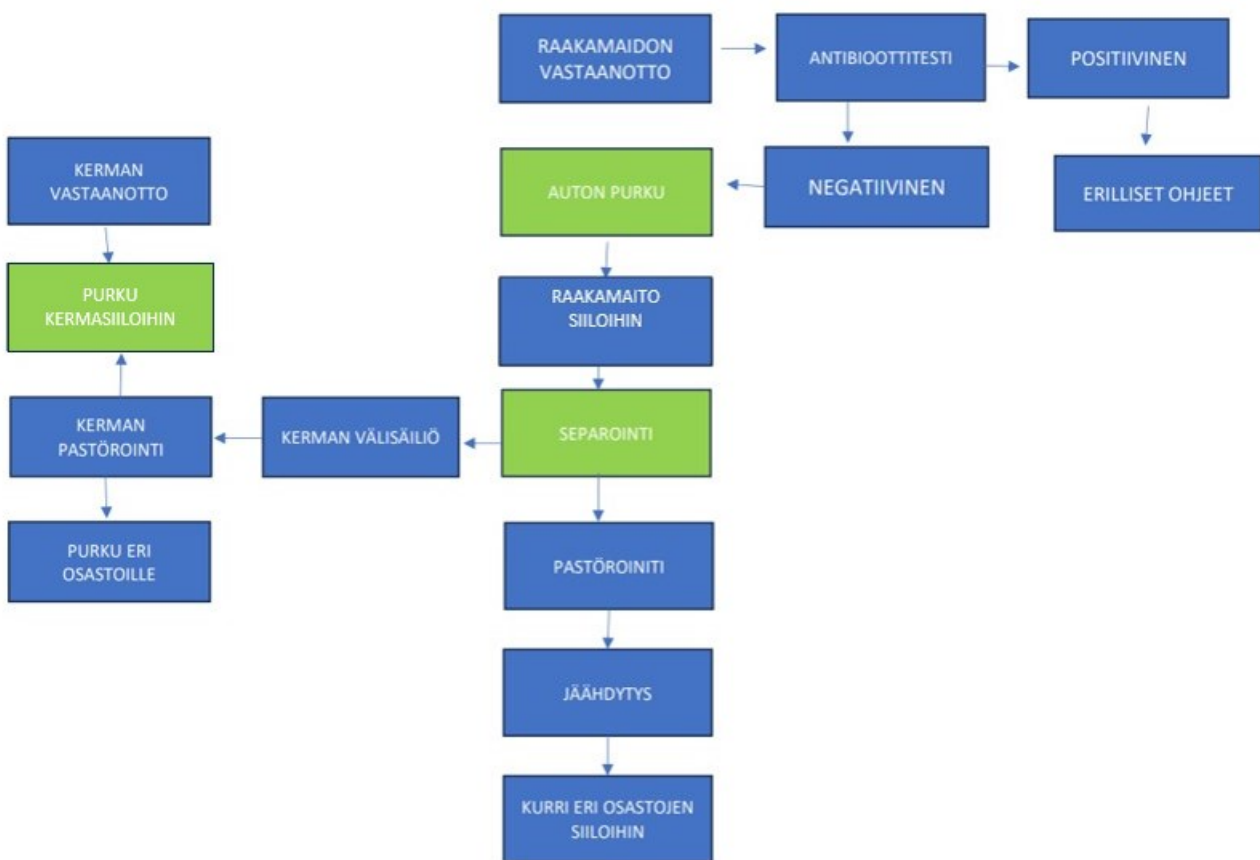 RAAKAMAIDON
VASTAANOTTO
ANTIBIOOTTITESTI
POSITIIVINEN
KERMAN
VASTAANOTTO
AUTON PURKU
NEGATIIVINEN
ERILLISET OHJEET
PURKU
KERMASIILOIHIN
RAAKAMAITO
SIILOIHIN
KERMAN
PASTÖROINTI
KERMAN VÄLISÄILIÖ
SEPAROINTI
PURKU ERI
OSASTOILLE
PASTÖROINITI
JÄÄHDYTYS
KURRI ERI OSASTOJEN
SIILOIHIN